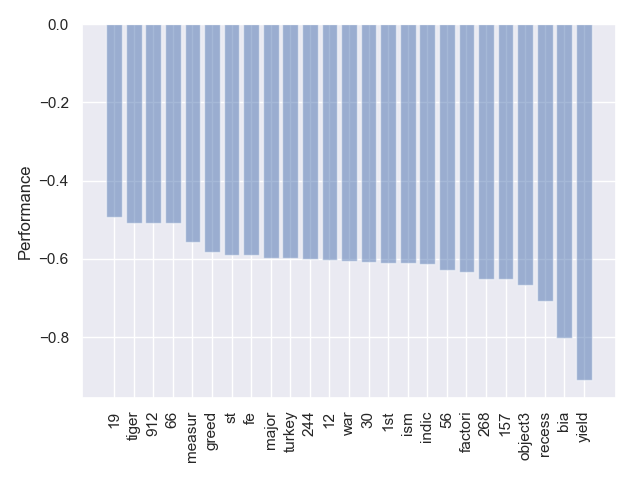 0.0
−0.2
−0.4
−0.6
−0.8
Performance
19
tiger
912
66
measur
greed
st
fe
major
turkey
244
12
war
30
1st
ism
indic
56
factori
268
157
object3
recess
bia
yield